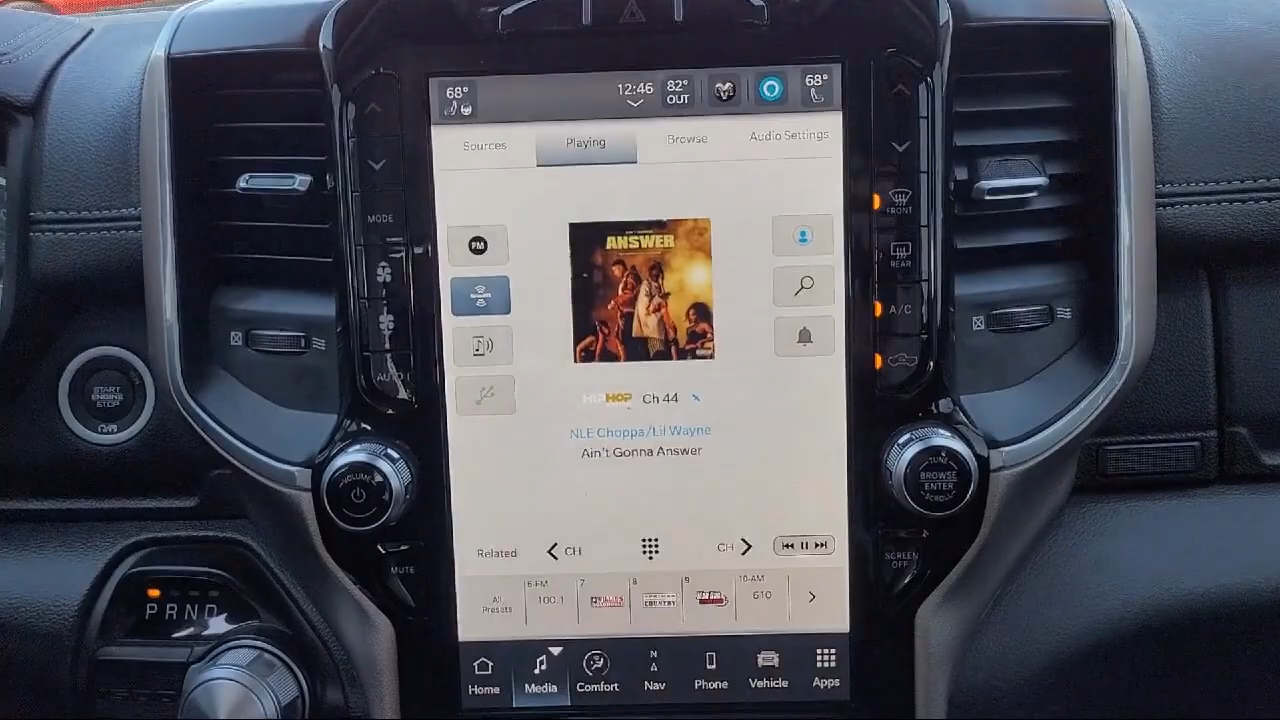 68°
12:46
82°
OUT
68°
Sources
Playing
Browse
Audio Settings
MODE
FRONT
REAR
A/C
FM
ANSWER
HIPHOP Ch 44
NLE Choppa/Lil Wayne
Ain't Gonna Answer
START
ENGINE
STOP
VOLUME
TUNE
BROWSE
ENTER
SCROLL
MUTE
SCREEN
OFF
Related
CH
CH
All
Presets
6-FM
100.1
7
8
COUNTRY
9
10-AM
610
PRND
Home
Media
Comfort
N
Nav
Phone
Vehicle
Apps